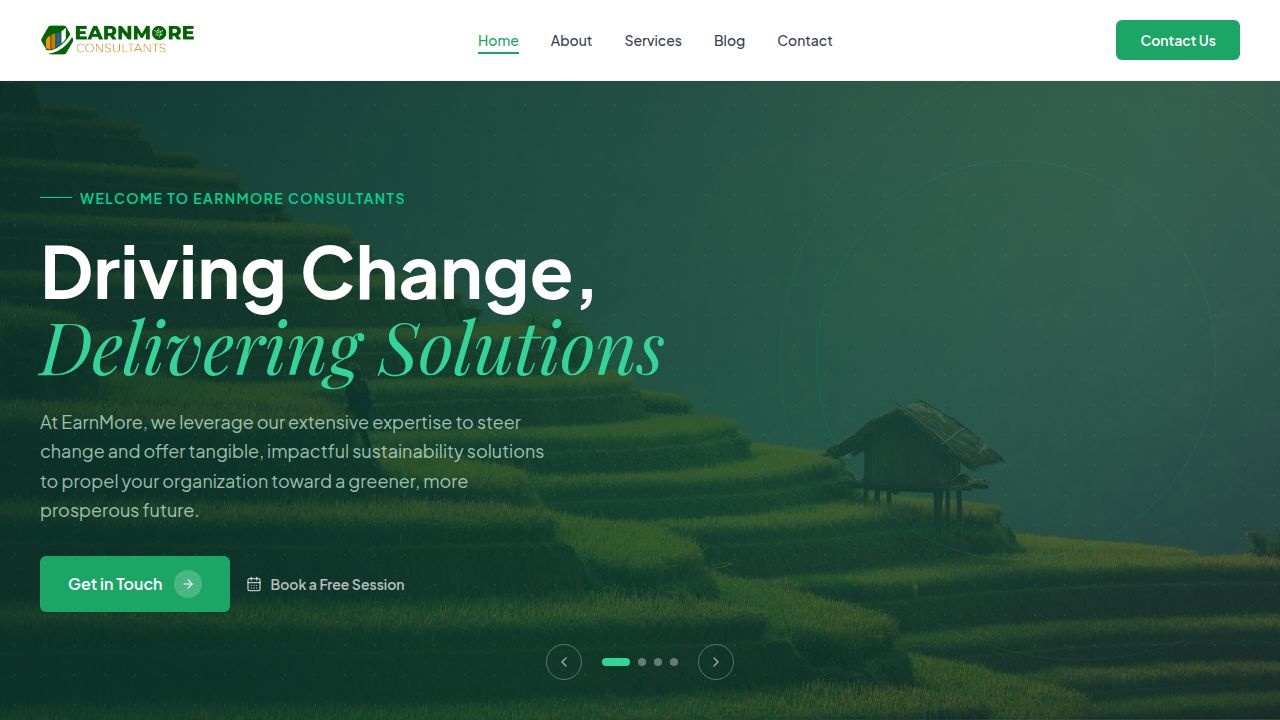 EARNMORE
CONSULTANTS
Home
About
Services
Blog
Contact
Contact Us
WELCOME TO EARNMORE CONSULTANTS
Driving Change,
Delivering Solutions
At EarnMore, we leverage our extensive expertise to steer
change and offer tangible, impactful sustainability solutions
to propel your organization toward a greener, more
prosperous future.
Get in Touch
Book a Free Session